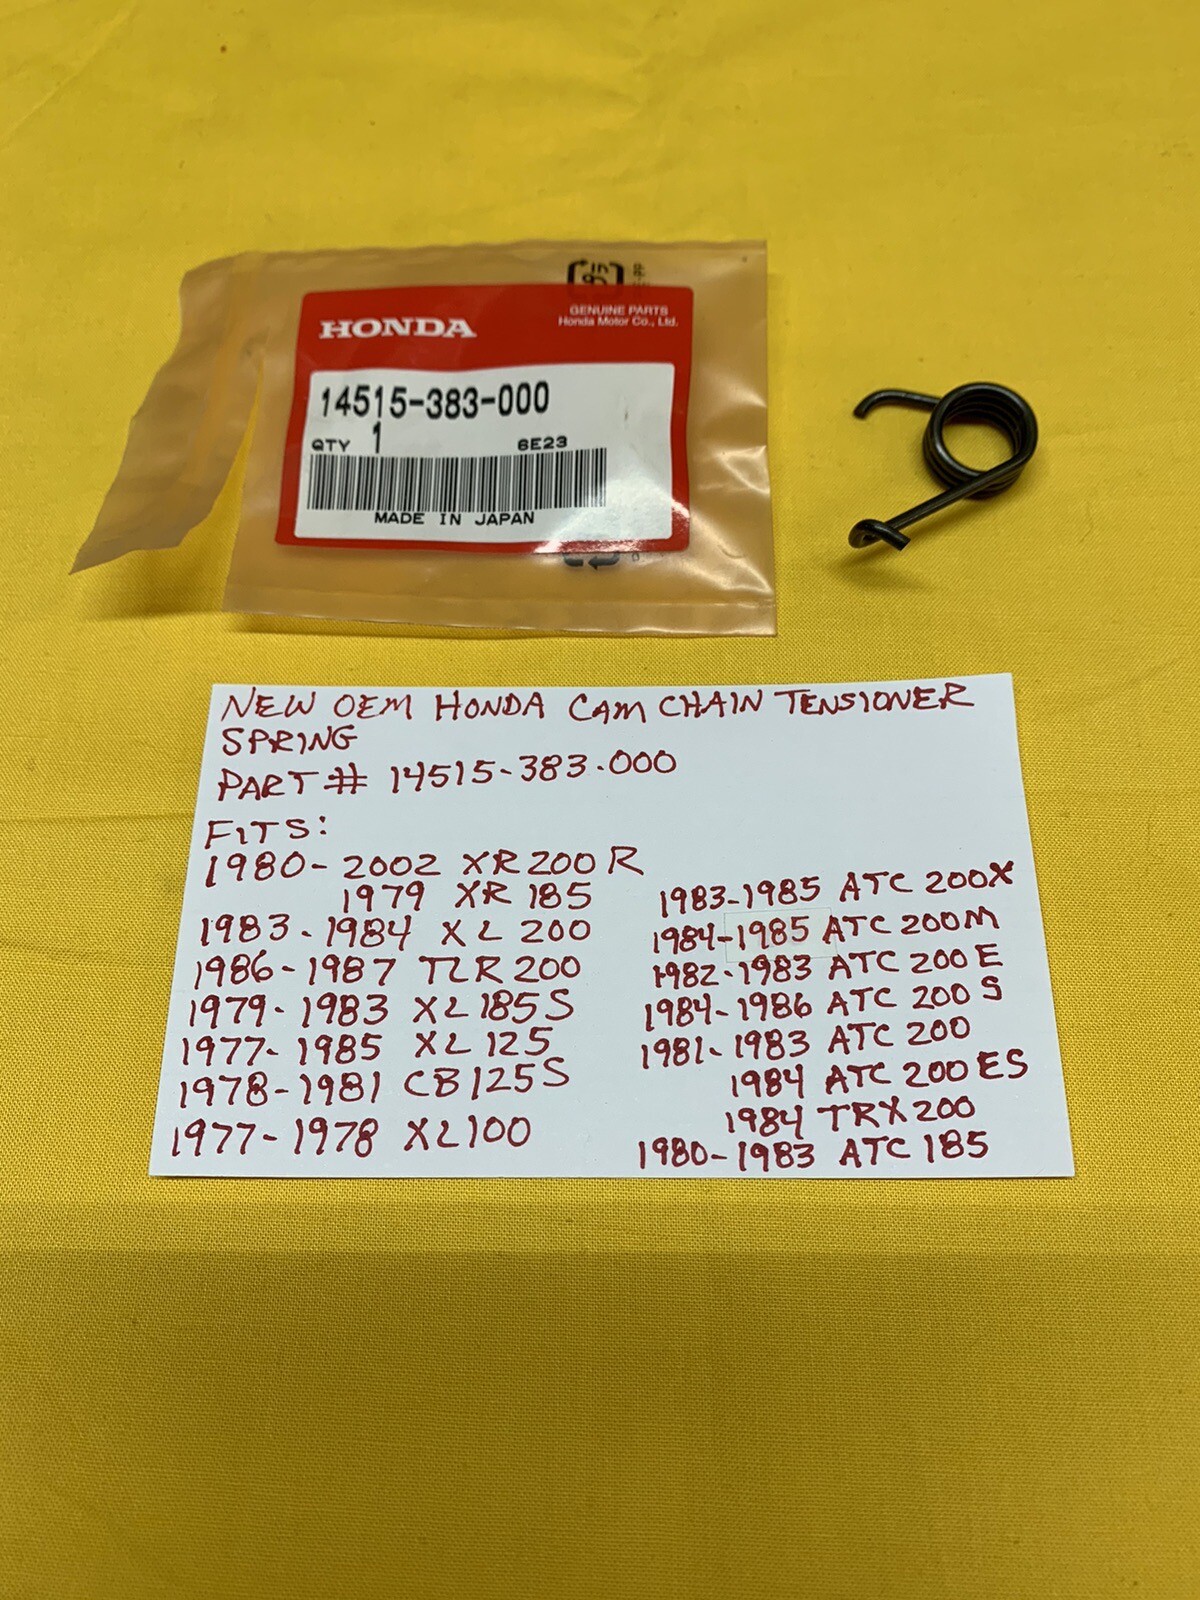 HONDA
GENUINE PARTS
Honda Motor Co., Ltd.
14515-383-000
QTY 1 6E23
MADE IN JAPAN
NEW OEM HONDA CAM CHAIN TENSIONER
SPRING
PART# 14515-383-000
FITS:
1980-2002 XR200R
1979 XR185
1983-1984 XL200
1986-1987 TLR200
1979-1983 XL185S
1977-1985 XL125
1978-1981 CB125S
1977-1978 XL100
1983-1985 ATC 200X
1984-1985 ATC 200M
1982-1983 ATC 200E
1984-1986 ATC 200S
1981-1983 ATC 200
1984 ATC 200ES
1984 TRX200
1980-1983 ATC 185